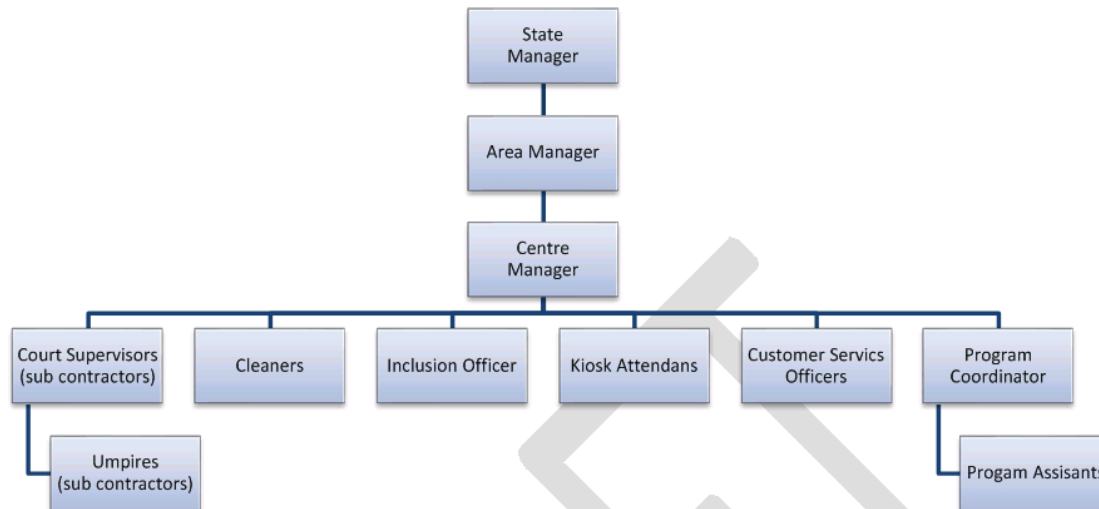 State
Manager
Area Manager
Centre
Manager
Court Supervisors
(sub contractors)
Cleaners
Inclusion Officer
Kiosk Attendans
Customer Servics
Officers
Program
Coordinator
Umpires
(sub contractors)
Progam Assisants